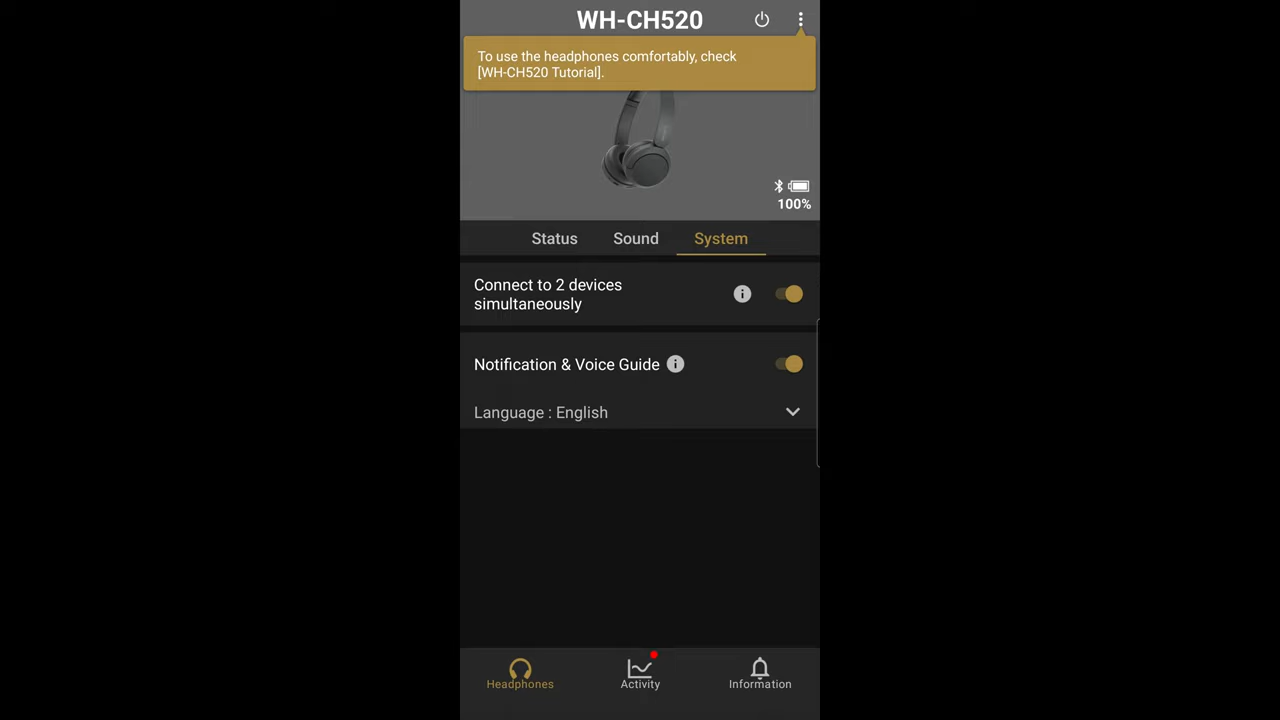 WH-CH520
To use the headphones comfortably, check
[WH-CH520 Tutorial].
100%
Status Sound System
Connect to 2 devices
simultaneously
Notification & Voice Guide
Language : English
Headphones Activity Information